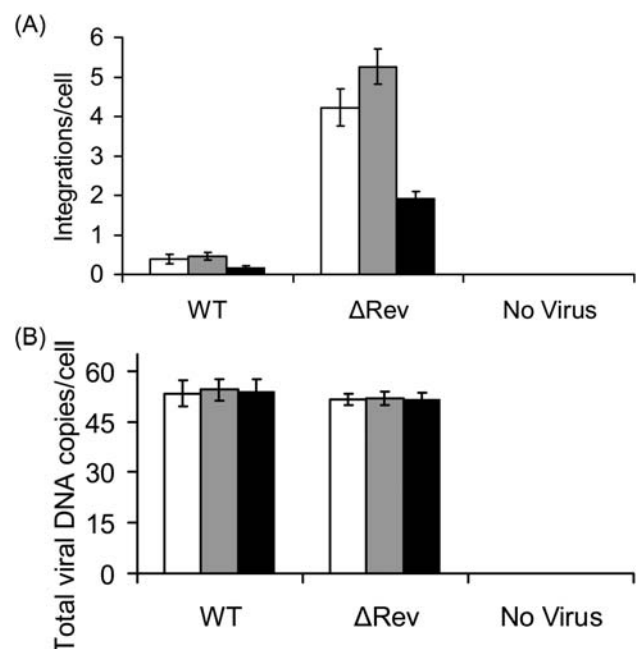 (A)
Integrations/cell
6
5
4
3
2
1
0
WT ΔRev No Virus
(B)
Total viral DNA copies/cell
60
45
30
15
0
WT ΔRev No Virus